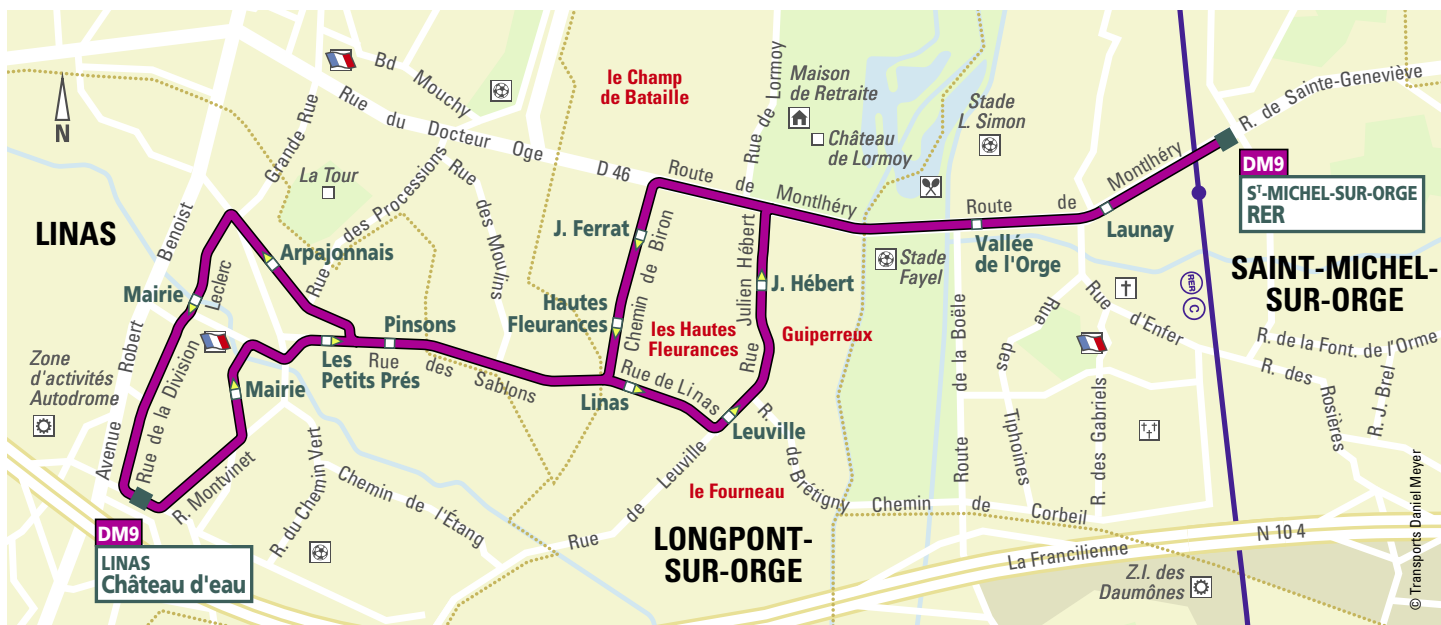 N
Bd Mouchy
Rue du Docteur Oge
Grande Rue
La Tour
Rue des Processions
Rue des Moulins
le Champ
de Bataille
D 46
Route de Montlhéry
Rue de Lormoy
Maison
de Retraite
Château
de Lormoy
Stade
L. Simon
R. de Sainte-Geneviève
DM9
ST-MICHEL-SUR-ORGE
RER
Route de Montlhéry
Launay
Vallée
de l'Orge
Stade
Fayel
SAINT-MICHEL-
SUR-ORGE
RER
C
LINAS
Avenue Robert Benoist
Rue de la Division Leclerc
Arpajonnais
Mairie
Mairie
Zone
d'activités
Autodrome
Les
Petits Prés
Pinsons
Rue des Sablons
J. Ferrat
Hautes
Fleurances
Chemin de Biron
les Hautes
Fleurances
Rue Julien Hébert
J. Hébert
Guiperreux
Linas
Rue de Linas
Leuville
R. de Brétigny
Rue de Leuville
le Fourneau
LONGPONT-
SUR-ORGE
R. Montvinet
R. du Chemin Vert
Chemin de l'Étang
DM9
LINAS
Château d'eau
Route de la Boële
Rue des Tiphoines
Rue d'Enfer
R. des Gabriels
R. de la Font. de l'Orme
R. des Rosières
R. J. Brel
Chemin de Corbeil
La Francilienne
N 104
Z.I. des
Daumônes
© Transports Daniel Meyer